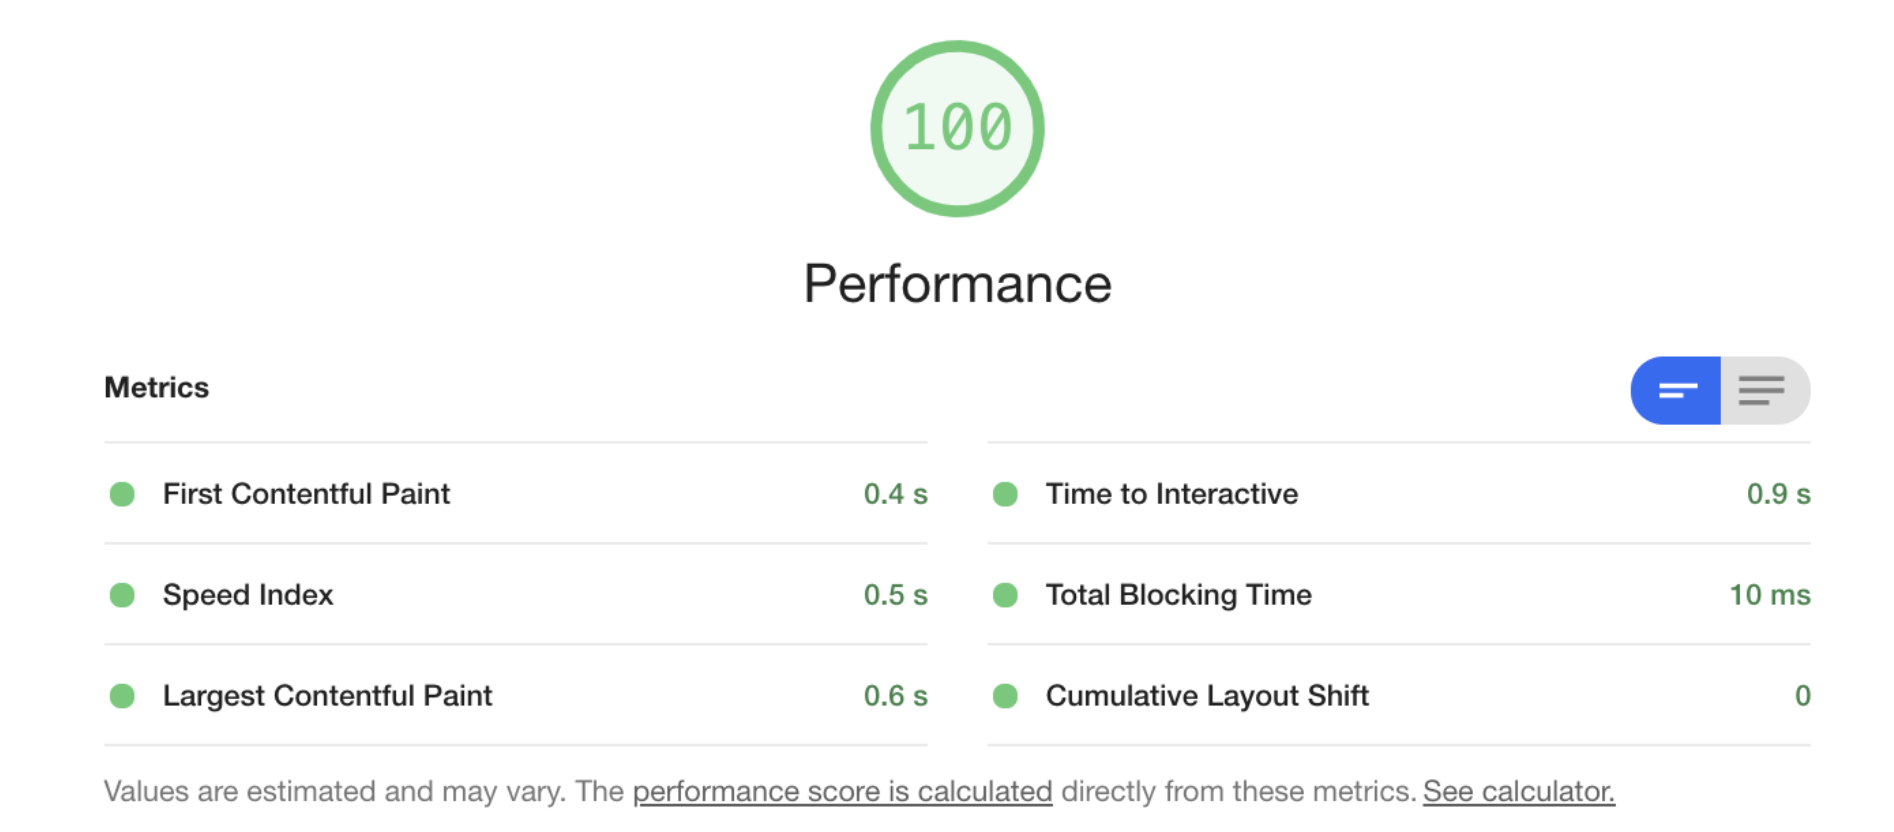 100
Performance
Metrics
First Contentful Paint 0.4 s
Time to Interactive 0.9 s
Speed Index 0.5 s
Total Blocking Time 10 ms
Largest Contentful Paint 0.6 s
Cumulative Layout Shift 0
Values are estimated and may vary. The performance score is calculated directly from these metrics. See calculator.